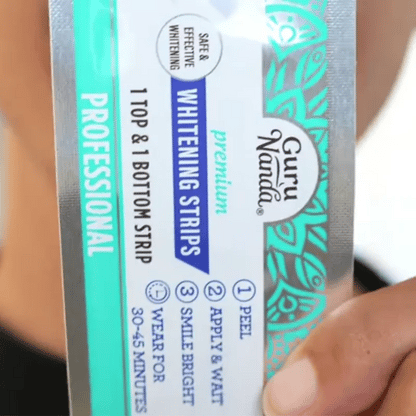 Guru
Nanda®
premium
WHITENING STRIPS
SAFE &
EFFECTIVE
WHITENING
1 TOP & 1 BOTTOM STRIP
PROFESSIONAL
1 PEEL
2 APPLY & WAIT
3 SMILE BRIGHT
WEAR FOR
30-45 MINUTES